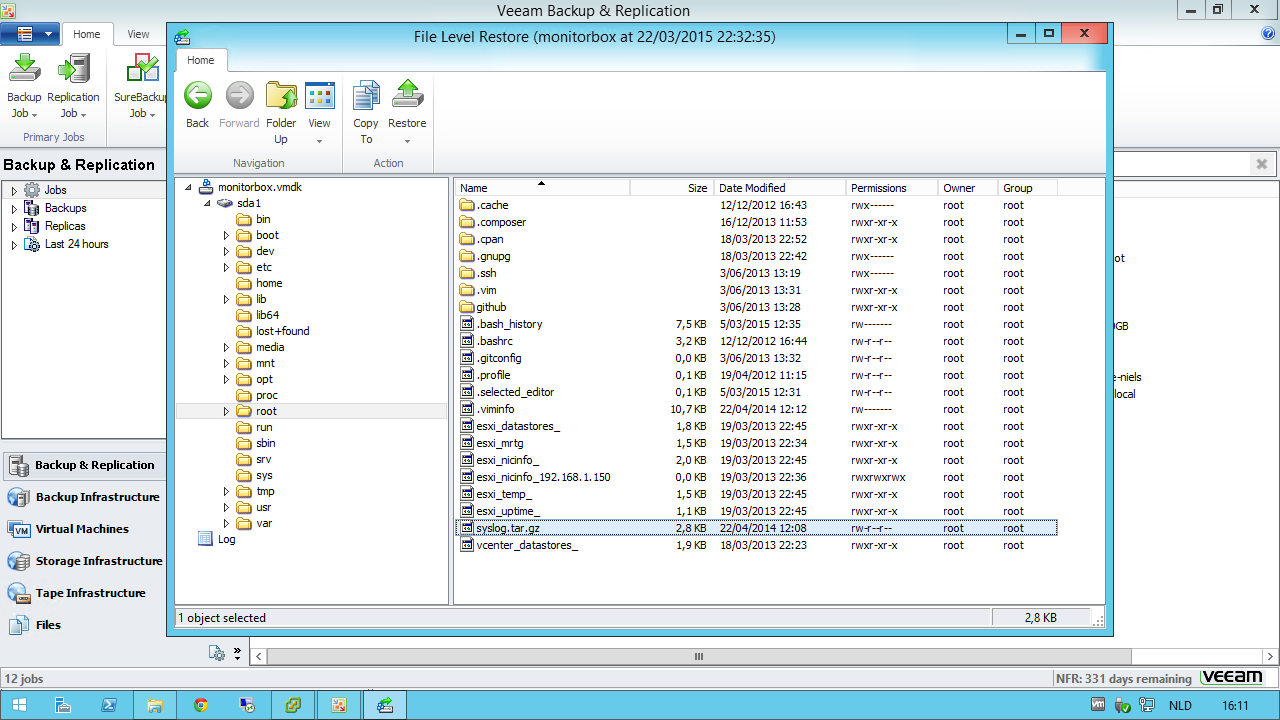 Veeam Backup & Replication
Home
View
Backup
Job
Replication
Job
SureBackup
Job
Primary Jobs
File Level Restore (monitorbox at 22/03/2015 22:32:35)
Home
Back
Forward
Folder
Up
View
Copy
To
Restore
Navigation
Action
Backup & Replication
Jobs
Backups
Replicas
Last 24 hours
monitorbox.vmdk
sda1
bin
boot
dev
etc
home
lib
lib64
lost+found
media
mnt
opt
proc
root
run
sbin
srv
sys
tmp
usr
var
Log
Name Size Date Modified Permissions Owner Group
.cache 12/12/2012 16:43 rwx------ root root
.composer 16/12/2013 11:53 rwxr-xr-x root root
.cpan 18/03/2013 22:52 rwxr-xr-x root root
.gnupg 18/03/2013 22:42 rwx------ root root
.ssh 3/06/2013 13:19 rwx------ root root
.vim 3/06/2013 13:31 rwxr-xr-x root root
github 3/06/2013 13:28 rwxr-xr-x root root
.bash_history 7,5 KB 5/03/2015 12:35 rw------- root root
.bashrc 3,2 KB 12/12/2012 16:44 rw-r--r-- root root
.gitconfig 0,0 KB 3/06/2013 13:32 rw-r--r-- root root
.profile 0,1 KB 19/04/2012 11:15 rw-r--r-- root root
.selected_editor 0,1 KB 5/03/2015 12:31 rw-r--r-- root root
.viminfo 10,7 KB 22/04/2014 12:12 rw------- root root
esxi_datastores_ 1,8 KB 19/03/2013 22:45 rwxr-xr-x root root
esxi_mrtg 1,5 KB 19/03/2013 22:34 rwxr-xr-x root root
esxi_nicinfo_ 2,0 KB 19/03/2013 22:45 rwxr-xr-x root root
esxi_nicinfo_192.168.1.150 0,0 KB 19/03/2013 22:36 rwxrwxrwx root root
esxi_temp_ 1,5 KB 19/03/2013 22:45 rwxr-xr-x root root
esxi_uptime_ 1,1 KB 19/03/2013 22:45 rwxr-xr-x root root
syslog.tar.gz 2,8 KB 22/04/2014 12:08 rw-r--r-- root root
vcenter_datastores_ 1,9 KB 18/03/2013 22:23 rwxr-xr-x root root
1 object selected 2,8 KB
ot
GB
e-niels
local
Backup & Replication
Backup Infrastructure
Virtual Machines
Storage Infrastructure
Tape Infrastructure
Files
12 jobs
NFR: 331 days remaining
veeam
NLD
16:11